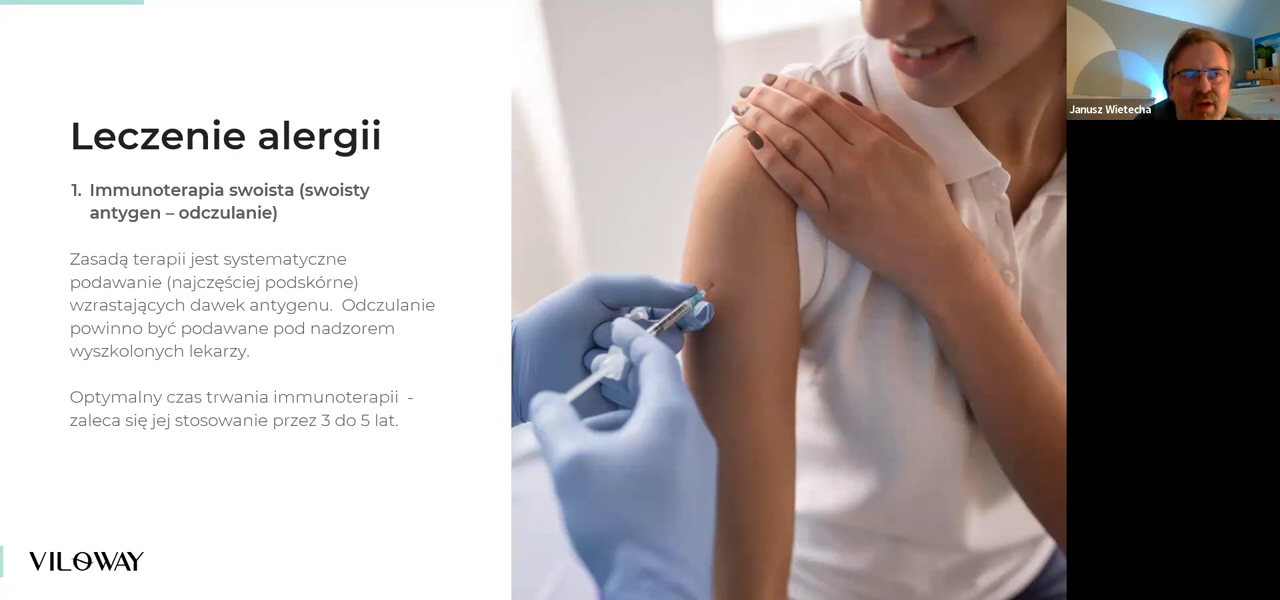 Leczenie alergii
1. Immunoterapia swoista (swoisty
antygen – odczulanie)
Zasadą terapii jest systematyczne
podawanie (najczęściej podskórne)
wzrastających dawek antygenu.  Odczulanie
powinno być podawane pod nadzorem
wyszkolonych lekarzy.
Optymalny czas trwania immunoterapii  -
zaleca się jej stosowanie przez 3 do 5 lat.
VILOWAY
Janusz Wietecha